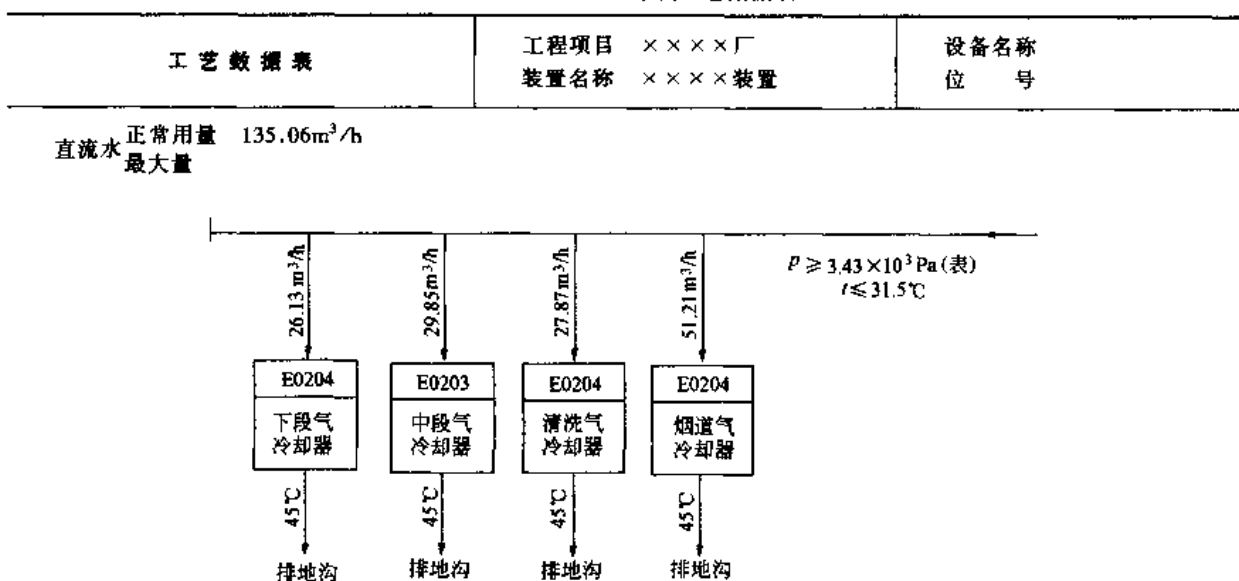 工艺数据表
工程项目 ××××厂
装置名称 ××××装置
设备名称
位 号
直流水 正常用量 135.06m³/h
最大量
p≥3.43×10³Pa(表)
t≤31.5℃
26.13m³/h
29.85m³/h
27.87m³/h
51.21m³/h
E0204
下段气
冷却器
E0203
中段气
冷却器
E0204
清洗气
冷却器
E0204
烟道气
冷却器
45℃
45℃
45℃
45℃
排地沟
排地沟
排地沟
排地沟